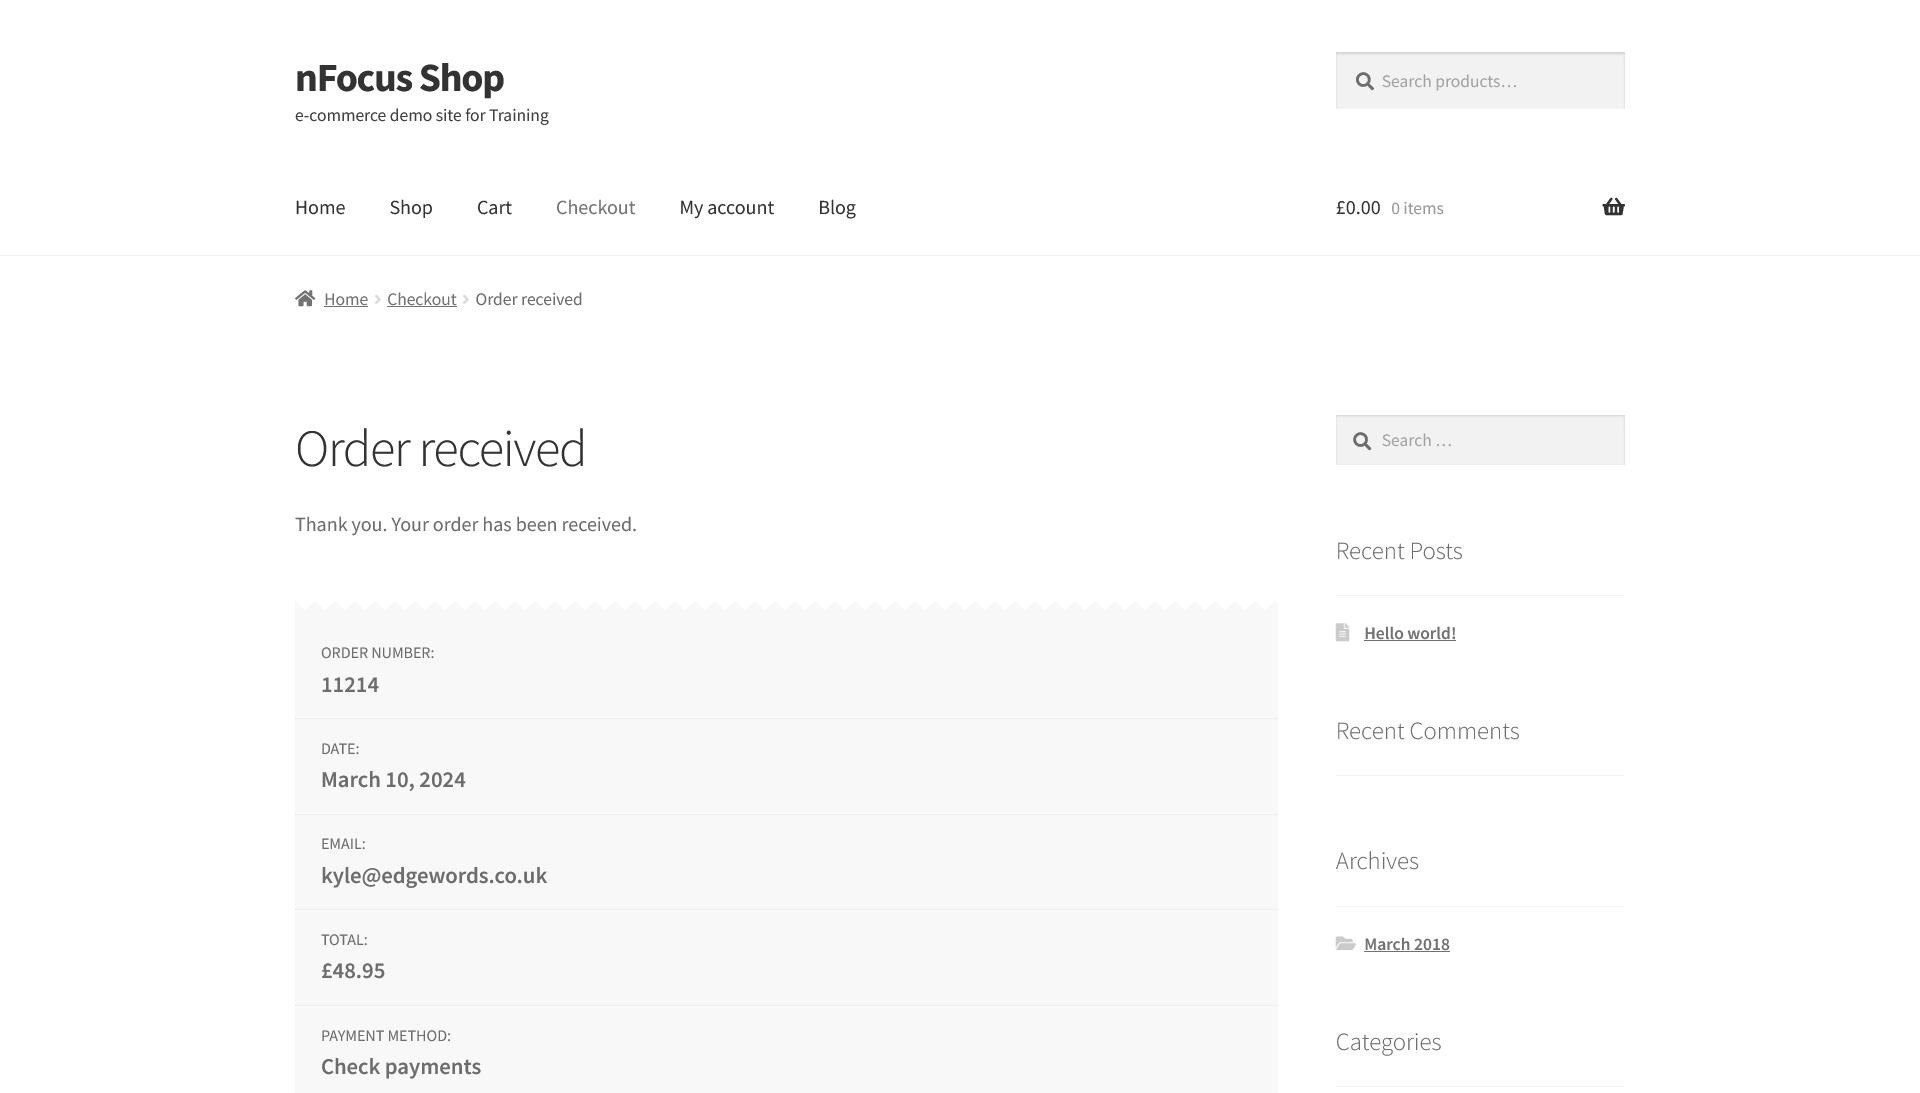 nFocus Shop
e-commerce demo site for Training
Search products…
Home Shop Cart Checkout My account Blog
£0.00 0 items
Home Checkout Order received
Order received
Thank you. Your order has been received.
ORDER NUMBER:
11214
DATE:
March 10, 2024
EMAIL:
kyle@edgewords.co.uk
TOTAL:
£48.95
PAYMENT METHOD:
Check payments
Search …
Recent Posts
Hello world!
Recent Comments
Archives
March 2018
Categories